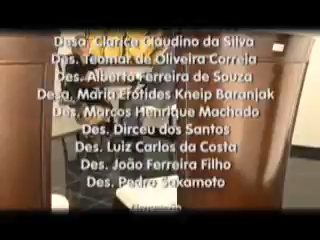 Desa. Clarice Claudino da Silva
Des. Teomar de Oliveira Correia
Des. Alberto Ferreira de Souza
Desa. Maria Erotides Kneip Baranjak
Des. Marcos Henrique Machado
Des. Dirceu dos Santos
Des. Luiz Carlos da Costa
Des. João Ferreira Filho
Des. Pedro Sakamoto